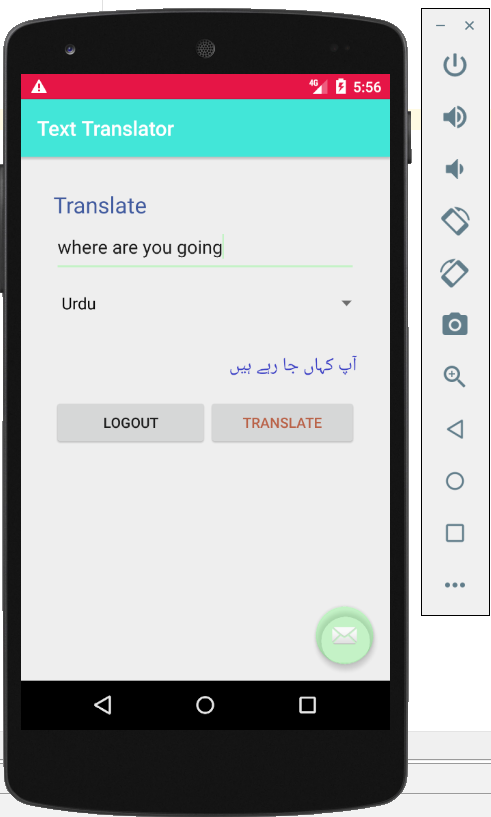 4G 5:56
Text Translator
Translate
where are you going
Urdu
آپ کہاں جا رہے ہیں
LOGOUT TRANSLATE